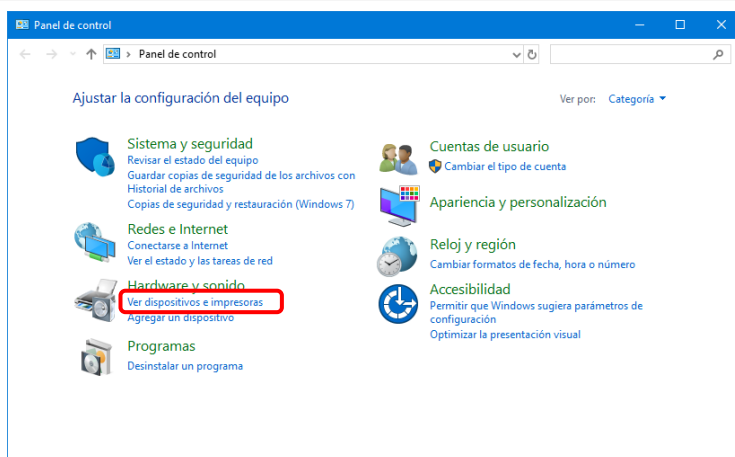 Panel de control
Panel de control
Ajustar la configuración del equipo
Ver por: Categoría
Sistema y seguridad
Revisar el estado del equipo
Guardar copias de seguridad de los archivos con
Historial de archivos
Copias de seguridad y restauración (Windows 7)
Redes e Internet
Conectarse a Internet
Ver el estado y las tareas de red
Hardware y sonido
Ver dispositivos e impresoras
Agregar un dispositivo
Programas
Desinstalar un programa
Cuentas de usuario
Cambiar el tipo de cuenta
Apariencia y personalización
Reloj y región
Cambiar formatos de fecha, hora o número
Accesibilidad
Permitir que Windows sugiera parámetros de
configuración
Optimizar la presentación visual